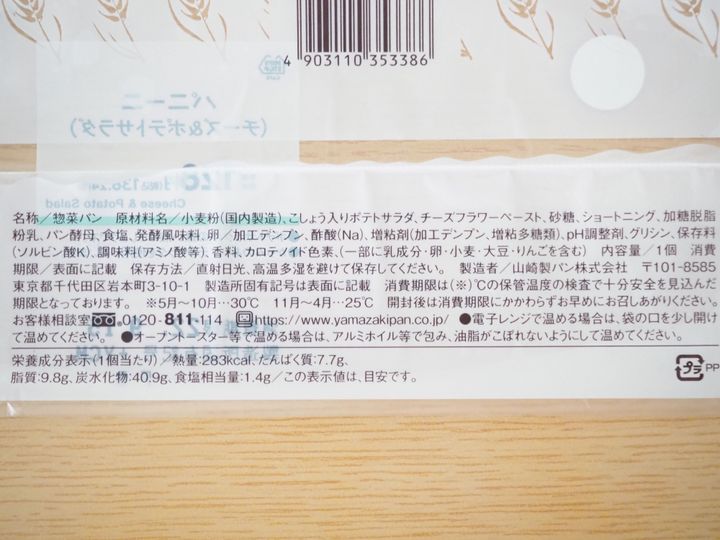 4 903110 353386
パニーニ
(チーズ&ポテトサラダ)
Cheese & Potato Salad
名称/惣菜パン 原材料名/小麦粉(国内製造)、こしょう入りポテトサラダ、チーズフラワーペースト、砂糖、ショートニング、加糖脱脂
粉乳、パン酵母、食塩、発酵風味料、卵/加工デンプン、酢酸(Na)、増粘剤(加工デンプン、増粘多糖類)、pH調整剤、グリシン、保存料
(ソルビン酸K)、調味料(アミノ酸等)、香料、カロテノイド色素、(一部に乳成分・卵・小麦・大豆・りんごを含む) 内容量/1個 消費
期限/表面に記載 保存方法/直射日光、高温多湿を避けて保存してください。 製造者/山崎製パン株式会社 〒101-8585
東京都千代田区岩本町3-10-1 製造所固有記号は表面に記載 消費期限は(※)℃の保管温度の検査で十分安全を見込んだ
期限となっております。 ※5月~10月…30℃ 11月~4月…25℃ 開封後は消費期限にかかわらずお早めにお召しあがりください。
お客様相談室 0120-811-114 https://www.yamazakipan.co.jp/ ●電子レンジで温める場合は、袋の口を少し開け
て温めてください。 ●オーブントースター等で温める場合は、アルミホイル等で包み、油脂がこぼれないようにして温めてください。
栄養成分表示(1個当たり)/熱量:283kcal、たんぱく質:7.7g、
脂質:9.8g、炭水化物:40.9g、食塩相当量:1.4g/この表示値は、目安です。
プラ PP